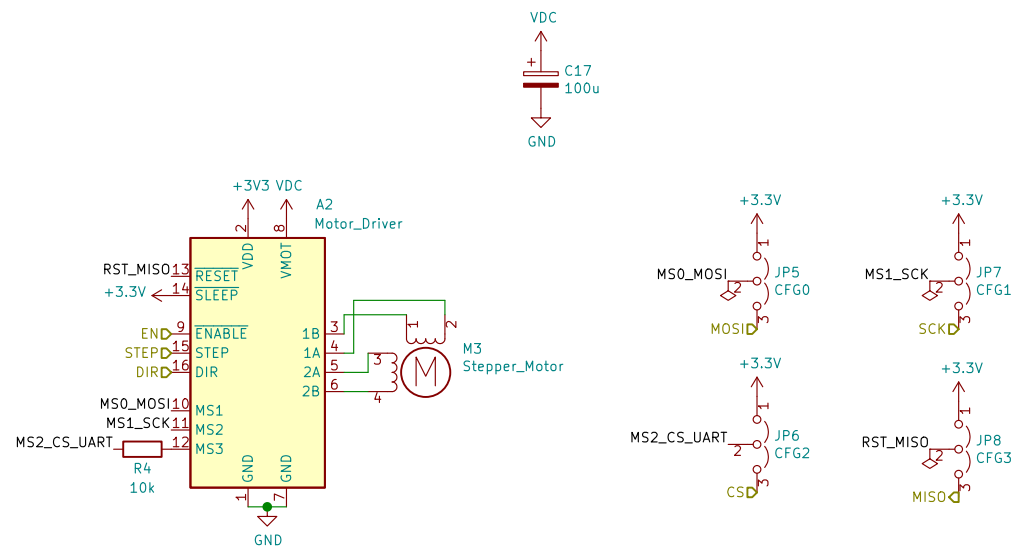 VDC
+
C17
100u
GND
+3V3 VDC
A2
Motor_Driver
2 8
VDD VMOT
RST_MISO 13 RESET
+3.3V 14 SLEEP
EN 9 ENABLE
STEP 15 STEP
DIR 16 DIR
MS0_MOSI 10 MS1
MS1_SCK 11 MS2
MS2_CS_UART 12 MS3
R4
10k
1B 3
1A 4
2A 5
2B 6
GND GND
1 7
GND
1 2
3
4
M
M3
Stepper_Motor
+3.3V
1
MS0_MOSI
2
JP5
CFG0
3
MOSI
+3.3V
1
MS1_SCK
2
JP7
CFG1
3
SCK
+3.3V
1
MS2_CS_UART
2
JP6
CFG2
3
CS
+3.3V
1
RST_MISO
2
JP8
CFG3
3
MISO